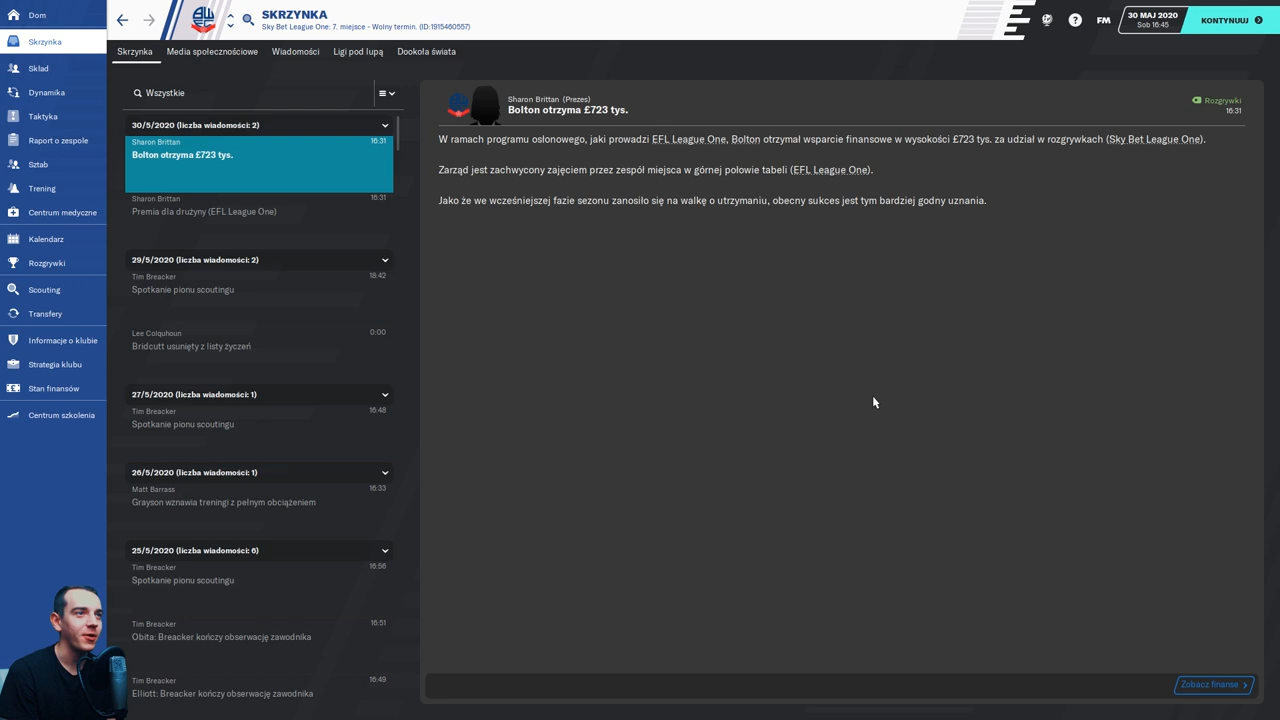 Dom
Skrzynka
Skład
Dynamika
Taktyka
Raport o zespole
Sztab
Trening
Centrum medyczne
Kalendarz
Rozgrywki
Scouting
Transfery
Informacje o klubie
Strategia klubu
Stan finansów
Centrum szkolenia
SKRZYNKA
Sky Bet League One: 7. miejsce - Wolny termin. (ID:1915460557)
FM
30 MAJ 2020
Sob 16:45
KONTYNUUJ
Skrzynka Media społecznościowe Wiadomości Ligi pod lupą Dookoła świata
Wszystkie
30/5/2020 (liczba wiadomości: 2)
Sharon Brittan 16:31
Bolton otrzyma £723 tys.
Sharon Brittan 16:31
Premia dla drużyny (EFL League One)
29/5/2020 (liczba wiadomości: 2)
Tim Breacker 18:42
Spotkanie pionu scoutingu
Lee Colquhoun 0:00
Bridcutt usunięty z listy życzeń
27/5/2020 (liczba wiadomości: 1)
Tim Breacker 16:48
Spotkanie pionu scoutingu
26/5/2020 (liczba wiadomości: 1)
Matt Barrass 16:33
Grayson wznawia treningi z pełnym obciążeniem
25/5/2020 (liczba wiadomości: 6)
Tim Breacker 16:56
Spotkanie pionu scoutingu
Tim Breacker 16:51
Obita: Breacker kończy obserwację zawodnika
Tim Breacker 16:49
Elliott: Breacker kończy obserwację zawodnika
Sharon Brittan (Prezes)
Bolton otrzyma £723 tys.
Rozgrywki
16:31
W ramach programu osłonowego, jaki prowadzi EFL League One, Bolton otrzymał wsparcie finansowe w wysokości £723 tys. za udział w rozgrywkach (Sky Bet League One).
Zarząd jest zachwycony zajęciem przez zespół miejsca w górnej połowie tabeli (EFL League One).
Jako że we wcześniejszej fazie sezonu zanosiło się na walkę o utrzymaniu, obecny sukces jest tym bardziej godny uznania.
Zobacz finanse